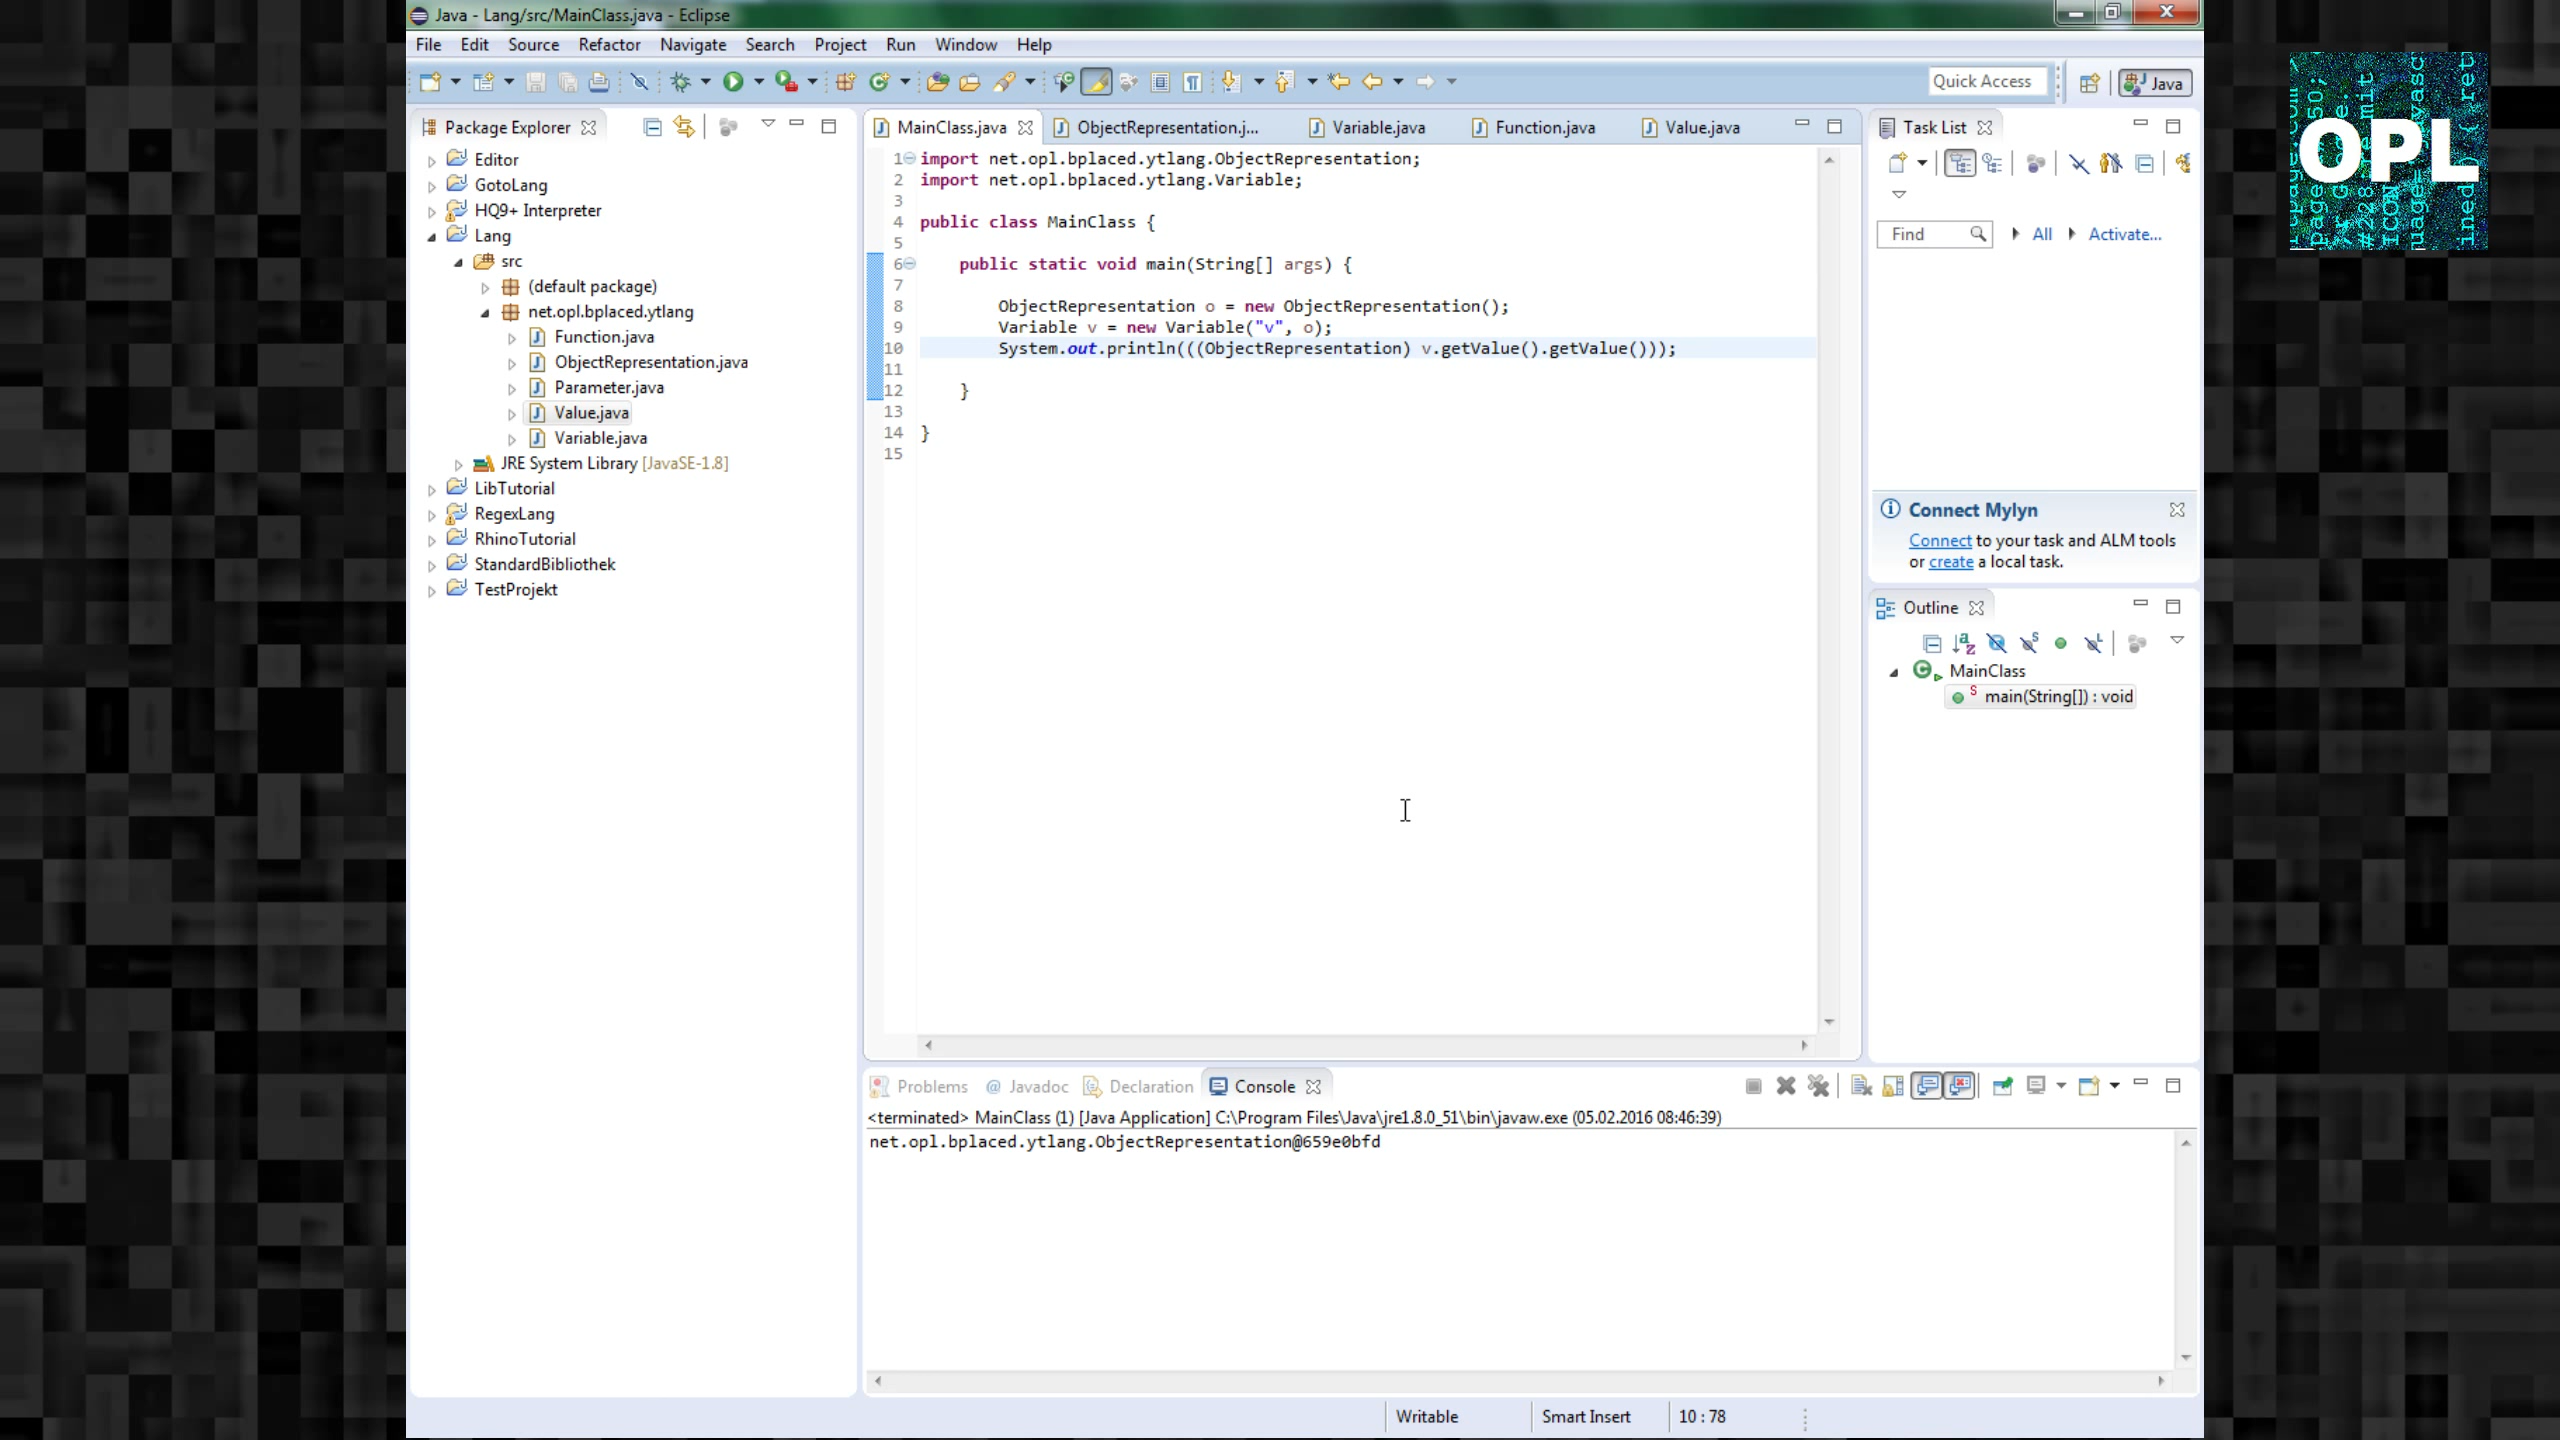 Java - Lang/src/MainClass.java - Eclipse
File Edit Source Refactor Navigate Search Project Run Window Help
Quick Access
Java
Package Explorer
Editor
GotoLang
HQ9+ Interpreter
Lang
src
(default package)
net.opl.bplaced.ytlang
Function.java
ObjectRepresentation.java
Parameter.java
Value.java
Variable.java
JRE System Library [JavaSE-1.8]
LibTutorial
RegexLang
RhinoTutorial
StandardBibliothek
TestProjekt
MainClass.java ObjectRepresentation.j... Variable.java Function.java Value.java
1 import net.opl.bplaced.ytlang.ObjectRepresentation;
2 import net.opl.bplaced.ytlang.Variable;
3
4 public class MainClass {
5
6 public static void main(String[] args) {
7
8 ObjectRepresentation o = new ObjectRepresentation();
9 Variable v = new Variable("v", o);
10 System.out.println(((ObjectRepresentation) v.getValue().getValue()));
11
12 }
13
14 }
15
Task List
Find All Activate...
Connect Mylyn
Connect to your task and ALM tools
or create a local task.
Outline
MainClass
main(String[]) : void
Problems @ Javadoc Declaration Console
<terminated> MainClass (1) [Java Application] C:\Program Files\Java\jre1.8.0_51\bin\javaw.exe (05.02.2016 08:46:39)
net.opl.bplaced.ytlang.ObjectRepresentation@659e0bfd
Writable Smart Insert 10 : 78
OPL